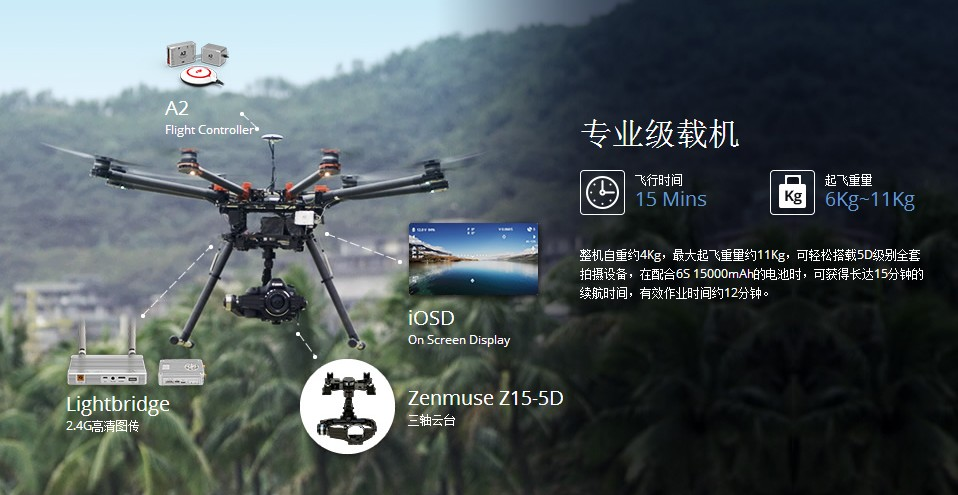 A2
Flight Controller
专业级载机
飞行时间
15 Mins
Kg
起飞重量
6Kg~11Kg
整机自重约4Kg，最大起飞重量约11Kg，可轻松搭载5D级别全套
拍摄设备，在配合6S 15000mAh的电池时，可获得长达15分钟的
续航时间，有效作业时间约12分钟。
iOSD
On Screen Display
Lightbridge
2.4G高清图传
Zenmuse Z15-5D
三轴云台